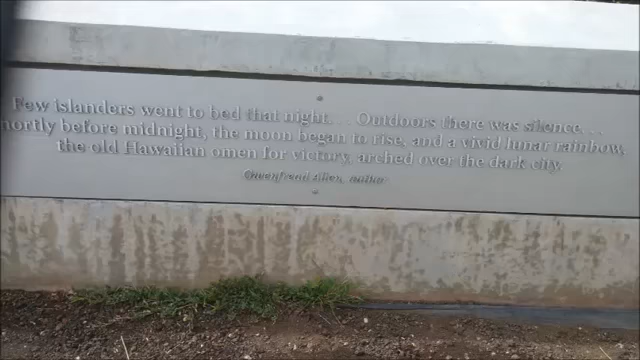 Few islanders went to bed that night. . . Outdoors there was silence. . .
hortly before midnight, the moon began to rise, and a vivid lunar rainbow,
the old Hawaiian omen for victory, arched over the dark city.
Gwenfread Allen, author